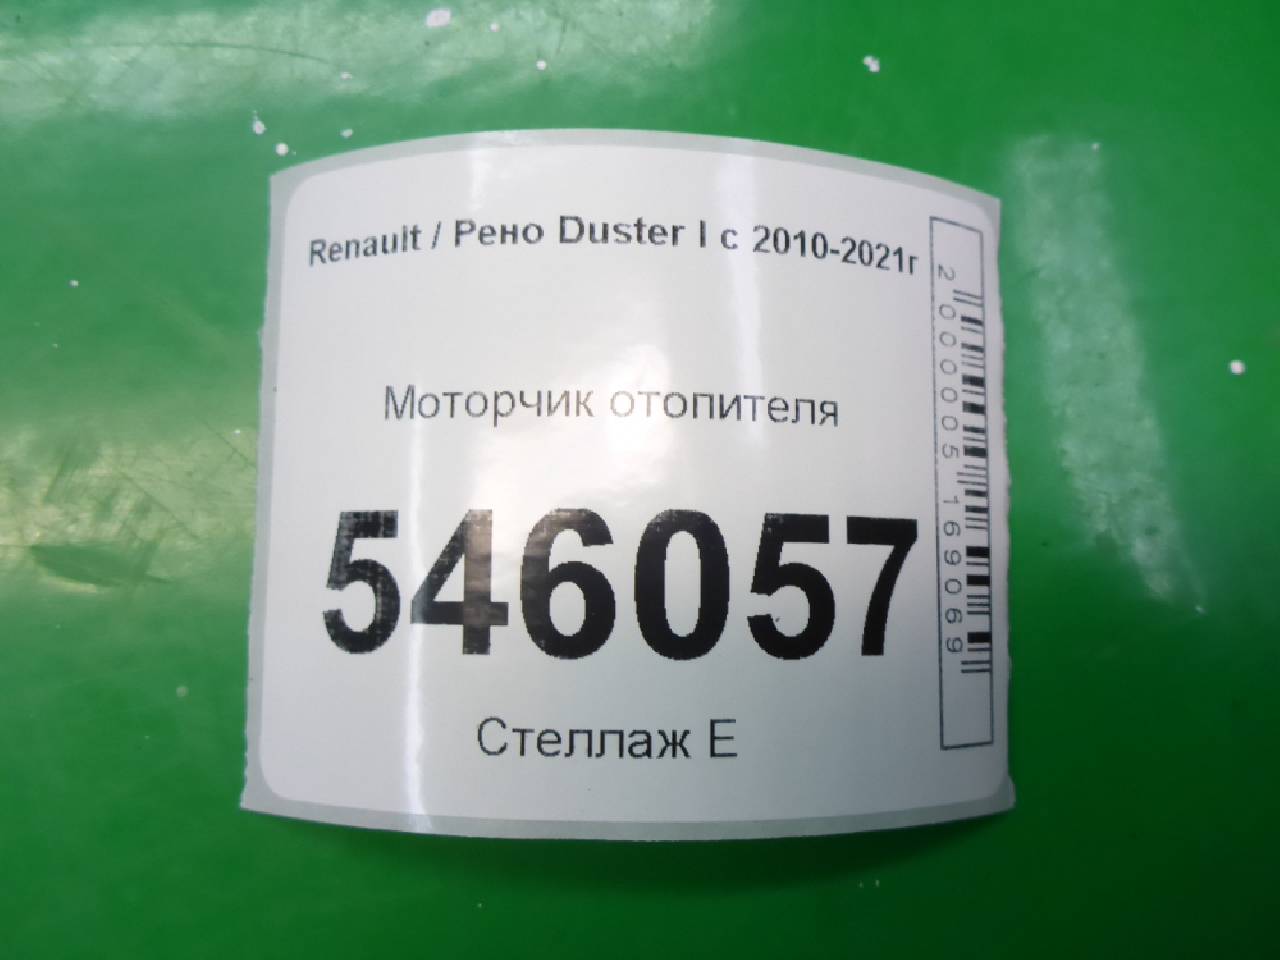 Renault / Рено Duster I с 2010-2021г
Моторчик отопителя
546057
Стеллаж Е
2000005169069